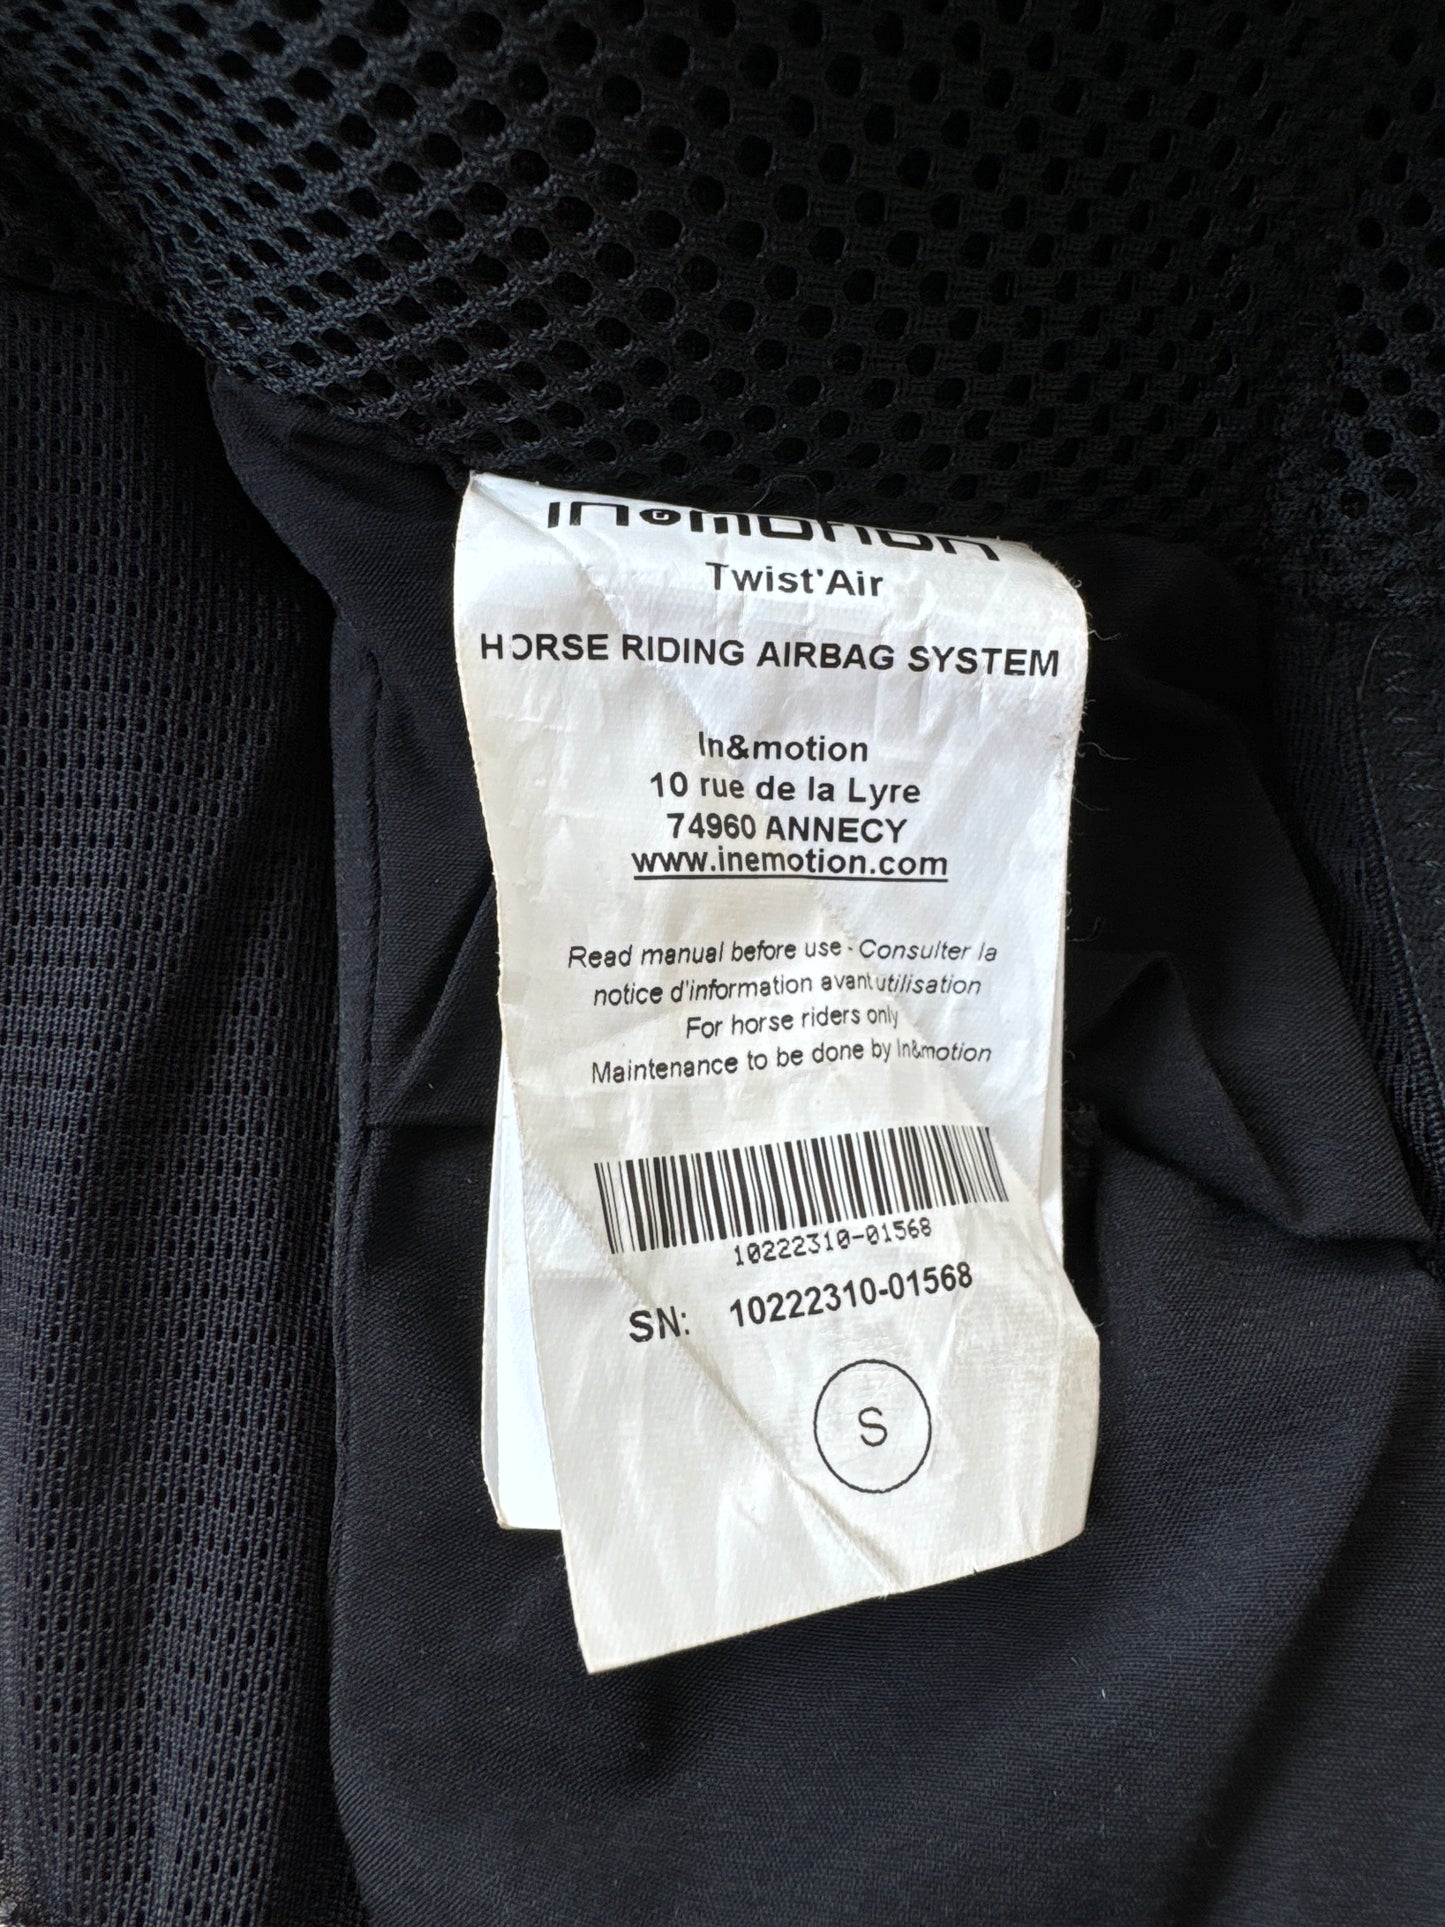 IN&MOTION
Twist'Air
HORSE RIDING AIRBAG SYSTEM
In&motion
10 rue de la Lyre
74960 ANNECY
www.inemotion.com
Read manual before use - Consulter la
notice d'information avant utilisation
For horse riders only
Maintenance to be done by In&motion
10222310-01568
SN: 10222310-01568
S